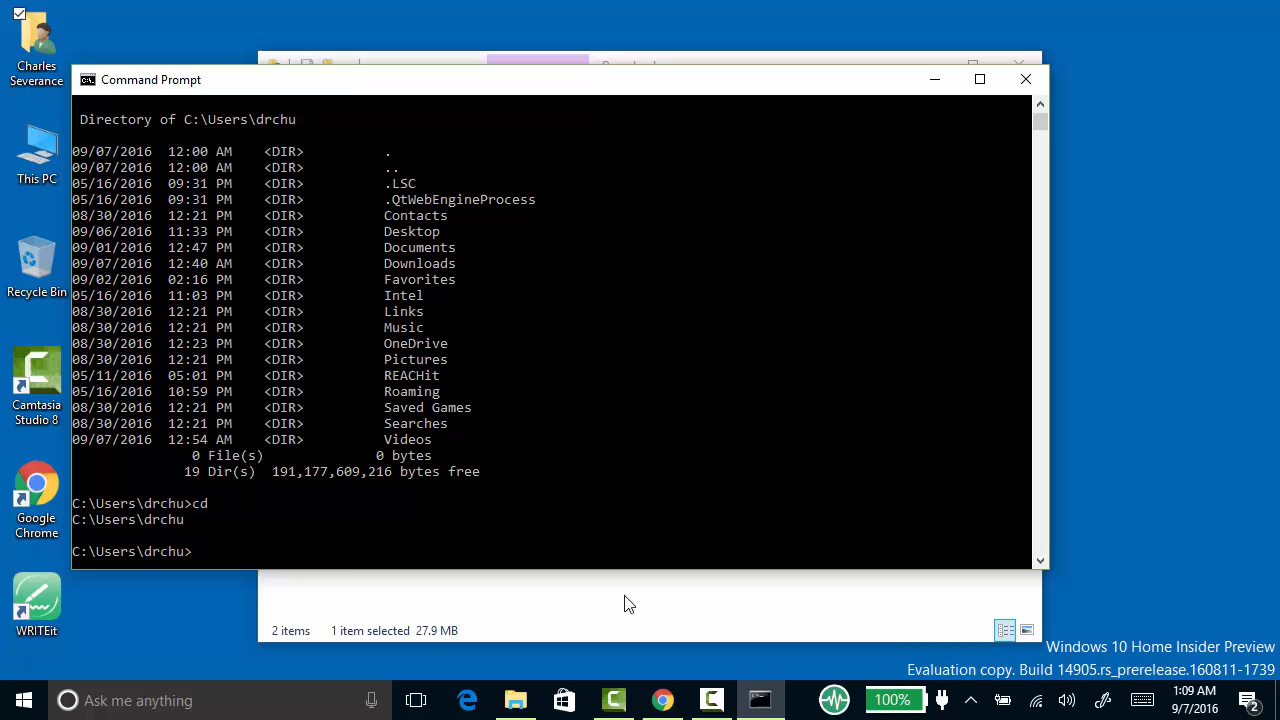 Charles
Severance
This PC
Recycle Bin
Camtasia
Studio 8
Google
Chrome
WRITEit
Command Prompt
Directory of C:\Users\drchu
09/07/2016  12:00 AM    <DIR>          .
09/07/2016  12:00 AM    <DIR>          ..
05/16/2016  09:31 PM    <DIR>          .LSC
05/16/2016  09:31 PM    <DIR>          .QtWebEngineProcess
08/30/2016  12:21 PM    <DIR>          Contacts
09/06/2016  11:33 PM    <DIR>          Desktop
09/01/2016  12:47 PM    <DIR>          Documents
09/07/2016  12:40 AM    <DIR>          Downloads
09/02/2016  02:16 PM    <DIR>          Favorites
05/16/2016  11:03 PM    <DIR>          Intel
08/30/2016  12:21 PM    <DIR>          Links
08/30/2016  12:21 PM    <DIR>          Music
08/30/2016  12:23 PM    <DIR>          OneDrive
08/30/2016  12:21 PM    <DIR>          Pictures
05/11/2016  05:01 PM    <DIR>          REACHit
05/16/2016  10:59 PM    <DIR>          Roaming
08/30/2016  12:21 PM    <DIR>          Saved Games
08/30/2016  12:21 PM    <DIR>          Searches
09/07/2016  12:54 AM    <DIR>          Videos
0 File(s)              0 bytes
19 Dir(s)  191,177,609,216 bytes free
C:\Users\drchu>cd
C:\Users\drchu
C:\Users\drchu>
2 items 1 item selected 27.9 MB
Windows 10 Home Insider Preview
Evaluation copy. Build 14905.rs_prerelease.160811-1739
Ask me anything
100%
1:09 AM
9/7/2016
2